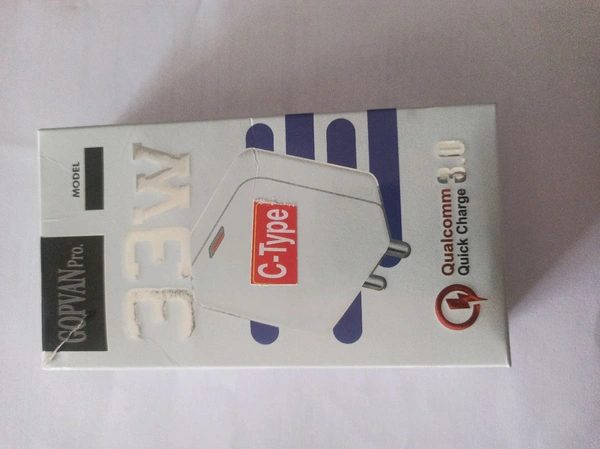 GOPVAN Pro.
MODEL
33W
C-Type
Qualcomm
Quick Charge
3.0